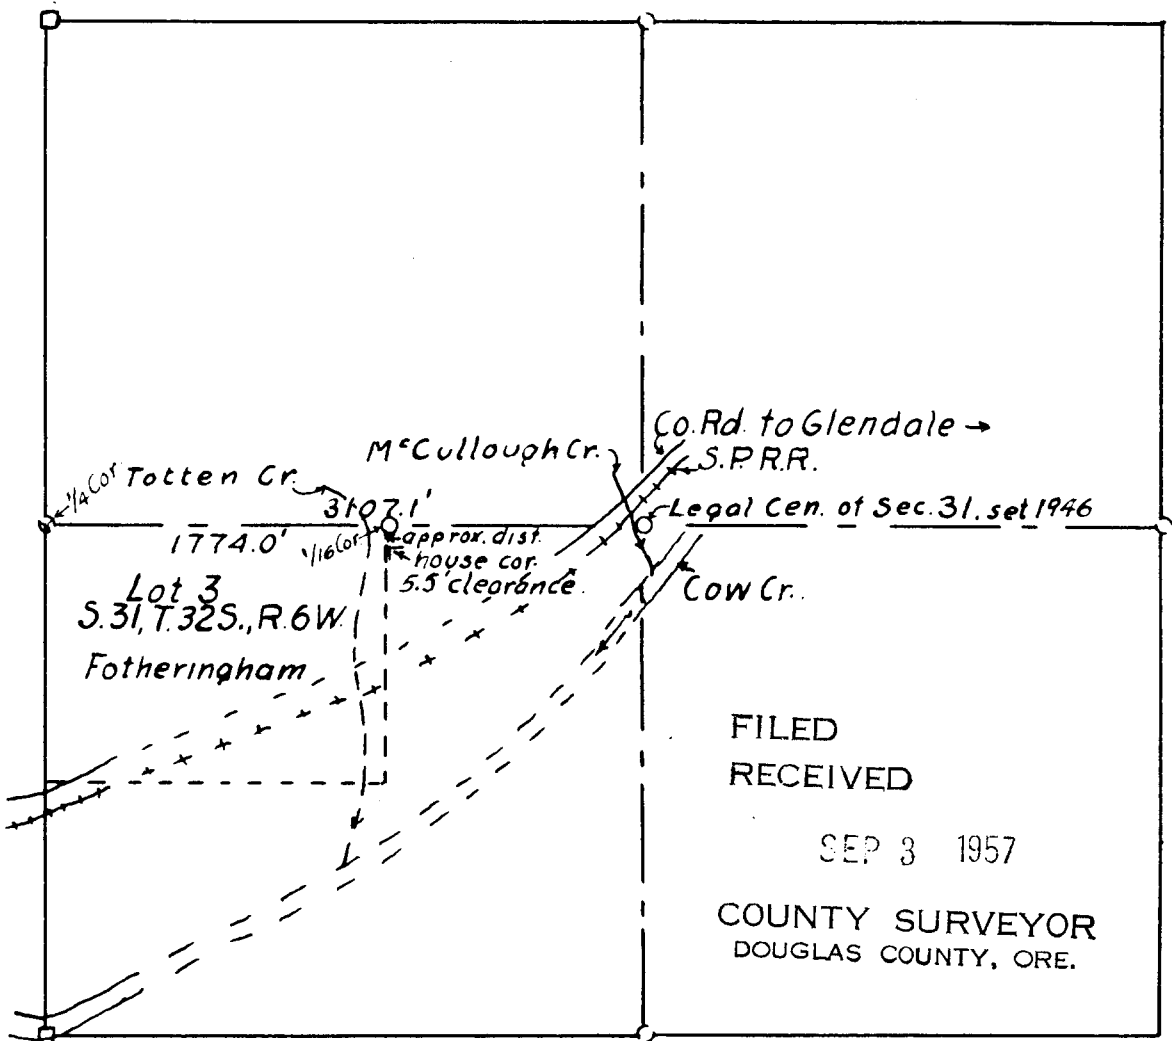 Co. Rd. to Glendale →
McCullough Cr.
S.P.R.R.
1/4 Cor
Totten Cr.
3107.1'
Legal Cen. of Sec. 31. set 1946
1774.0'
1/16 Cor
approx. dist.
house cor.
5.5' clearance.
Cow Cr.
Lot 3
S.31, T.32S., R.6W.
Fotheringham
FILED
RECEIVED
SEP 3 1957
COUNTY SURVEYOR
DOUGLAS COUNTY, ORE.